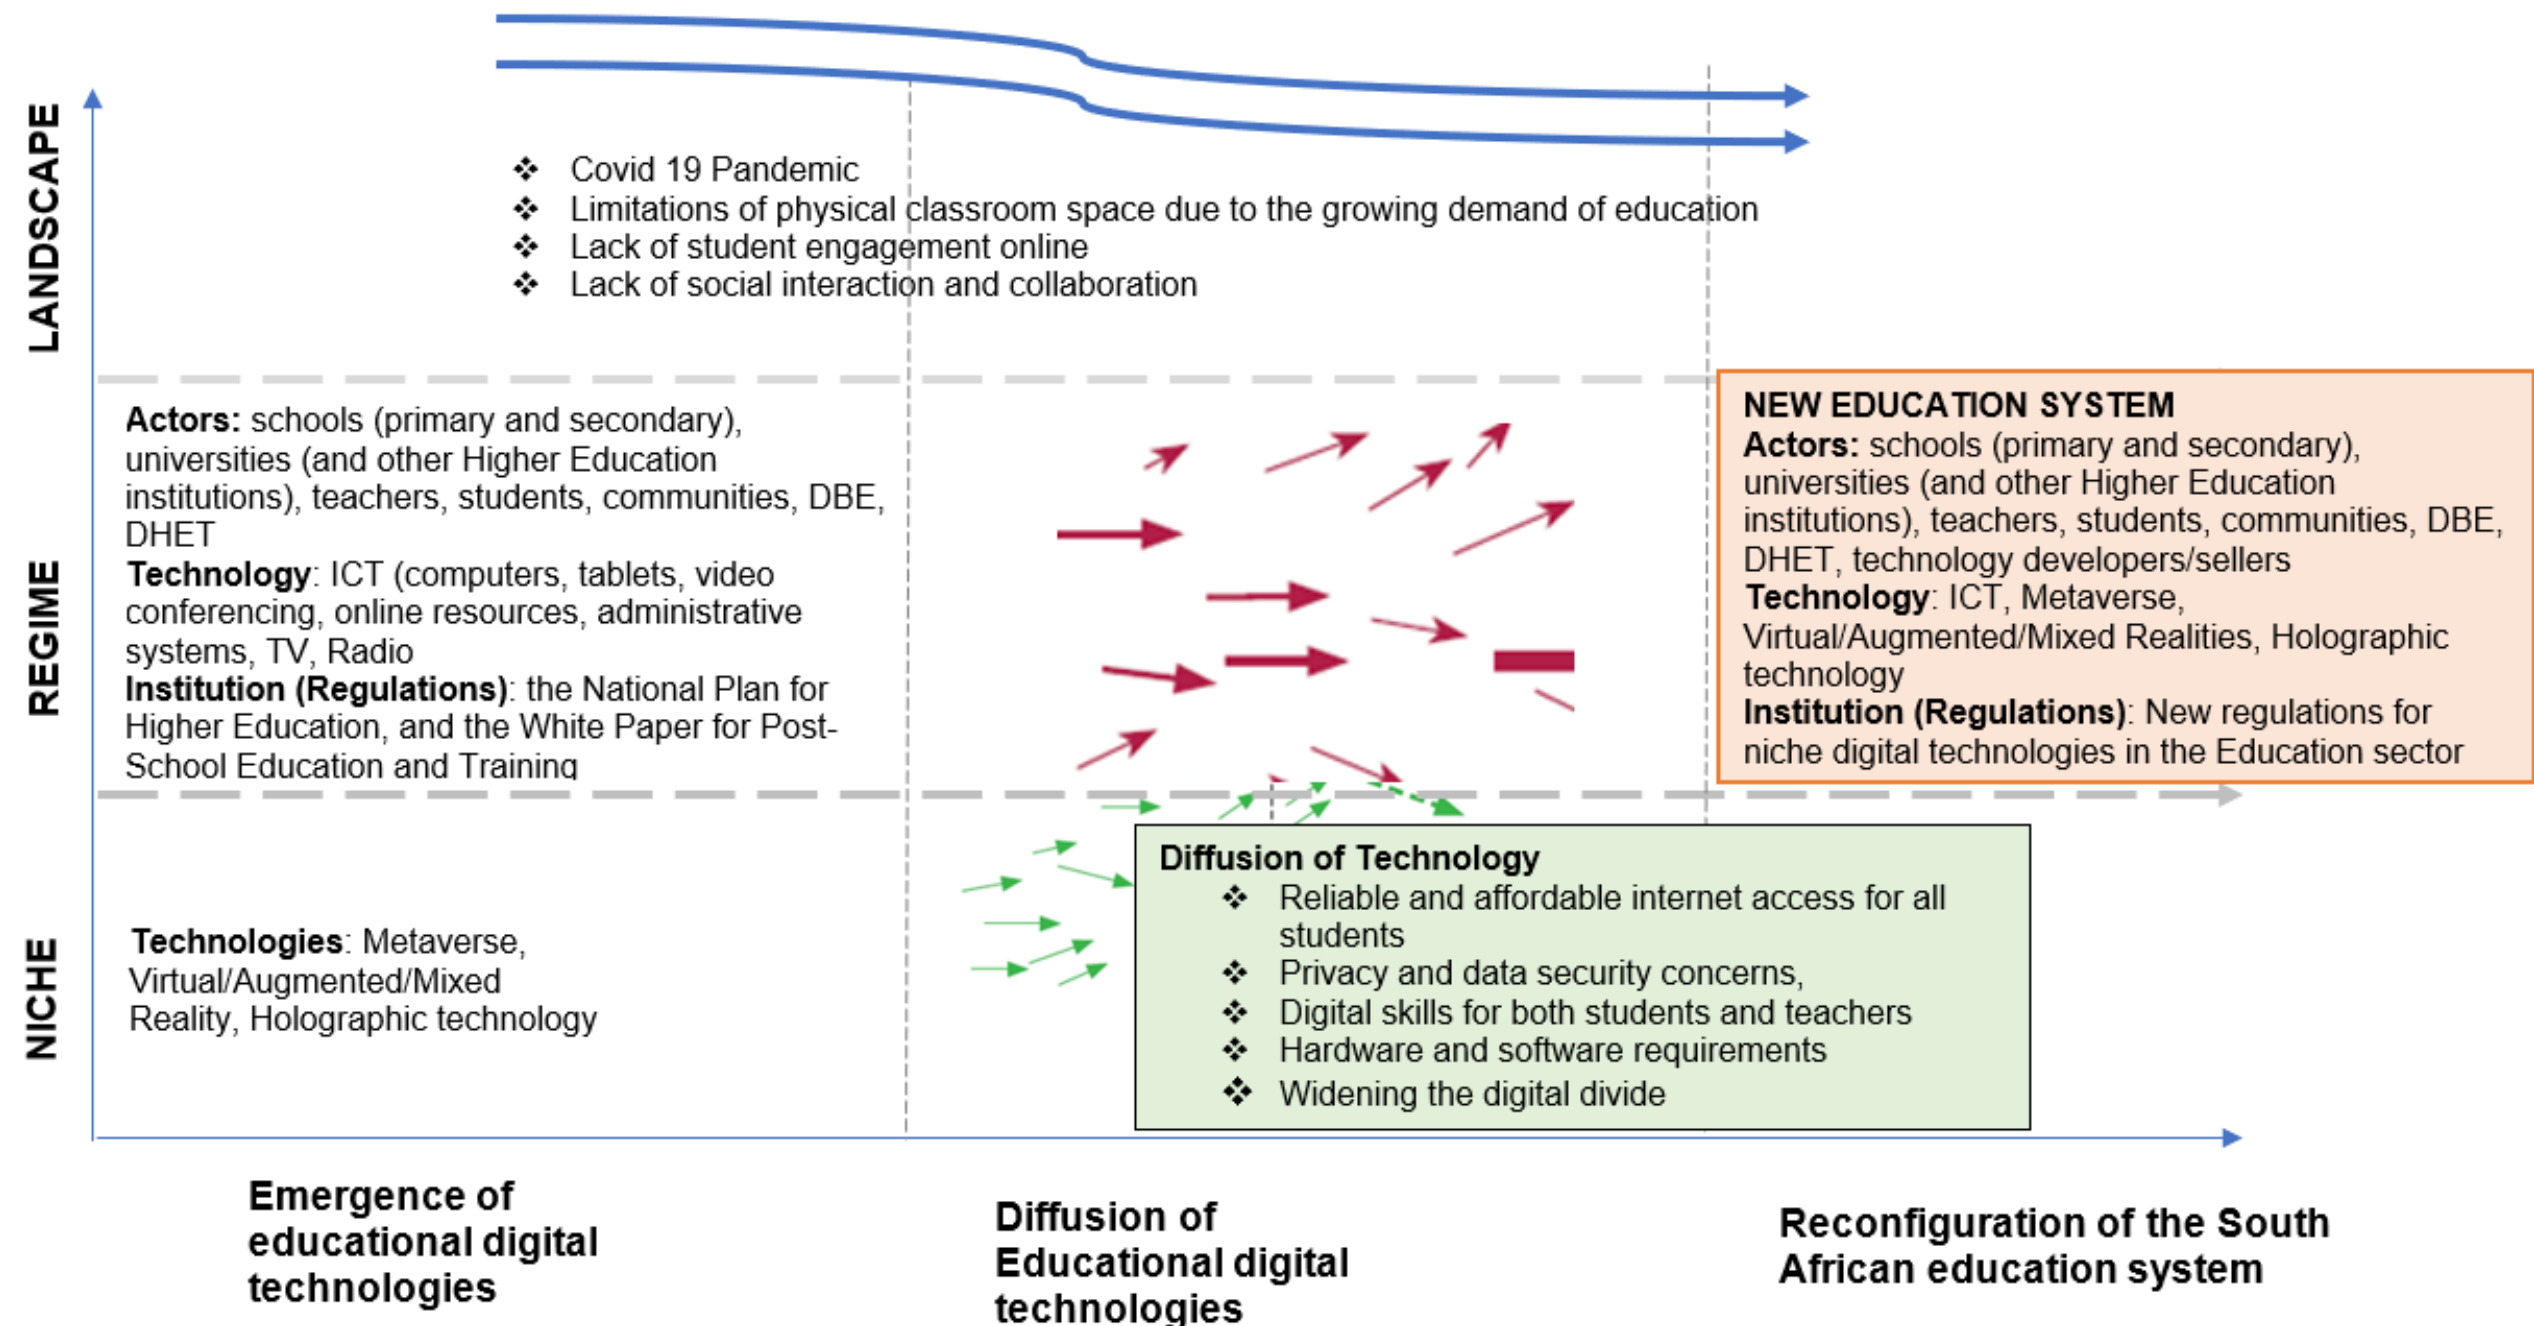 LANDSCAPE
❖ Covid 19 Pandemic
❖ Limitations of physical classroom space due to the growing demand of education
❖ Lack of student engagement online
❖ Lack of social interaction and collaboration
REGIME
Actors: schools (primary and secondary),
universities (and other Higher Education
institutions), teachers, students, communities, DBE,
DHET
Technology: ICT (computers, tablets, video
conferencing, online resources, administrative
systems, TV, Radio
Institution (Regulations): the National Plan for
Higher Education, and the White Paper for Post-
School Education and Training
NEW EDUCATION SYSTEM
Actors: schools (primary and secondary),
universities (and other Higher Education
institutions), teachers, students, communities, DBE,
DHET, technology developers/sellers
Technology: ICT, Metaverse,
Virtual/Augmented/Mixed Realities, Holographic
technology
Institution (Regulations): New regulations for
niche digital technologies in the Education sector
NICHE
Technologies: Metaverse,
Virtual/Augmented/Mixed
Reality, Holographic technology
Diffusion of Technology
❖ Reliable and affordable internet access for all
students
❖ Privacy and data security concerns,
❖ Digital skills for both students and teachers
❖ Hardware and software requirements
❖ Widening the digital divide
Emergence of
educational digital
technologies
Diffusion of
Educational digital
technologies
Reconfiguration of the South
African education system